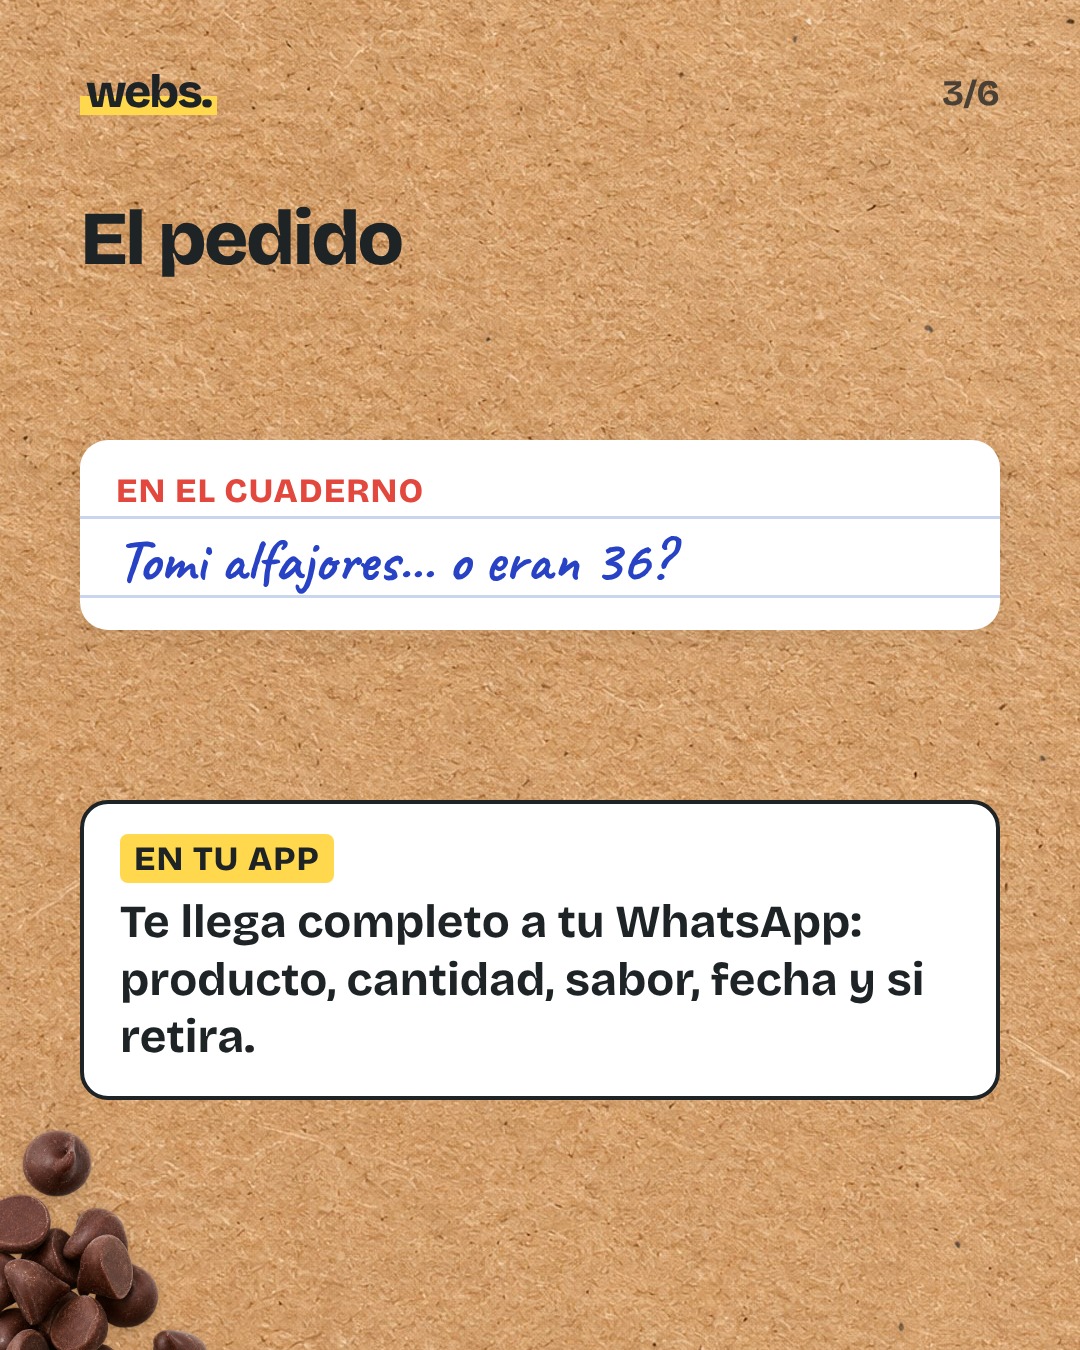 webs.
3/6
El pedido
EN EL CUADERNO
Tomi alfajores... o eran 36?
EN TU APP
Te llega completo a tu WhatsApp:
producto, cantidad, sabor, fecha y si
retira.